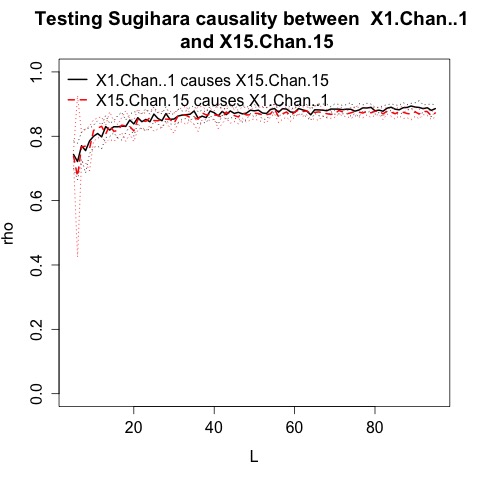 Testing Sugihara causality between  X1.Chan..1
and X15.Chan.15
X1.Chan..1 causes X15.Chan.15
X15.Chan.15 causes X1.Chan..1
1.0
0.8
0.6
0.4
0.2
0.0
rho
20
40
60
80
L